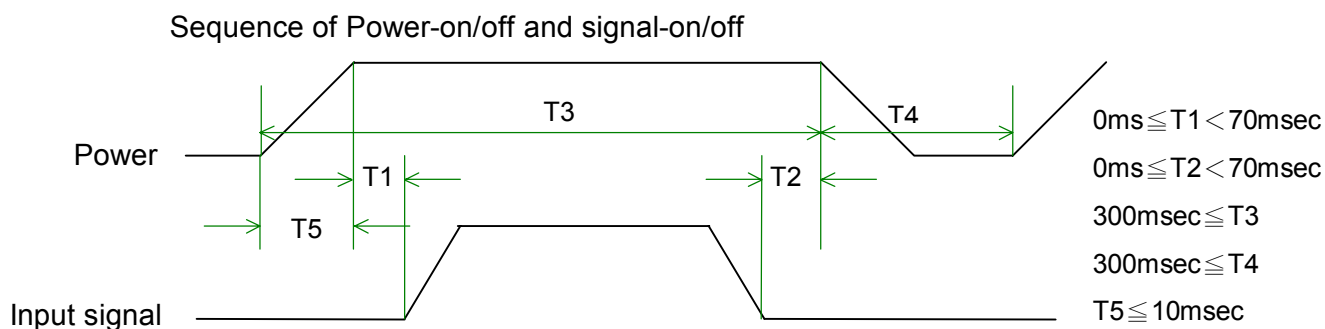 Sequence of Power-on/off and signal-on/off
T3
T4
0ms≦T1＜70msec
Power
T1
T2
0ms≦T2＜70msec
T5
300msec≦T3
300msec≦T4
Input signal
T5≦10msec